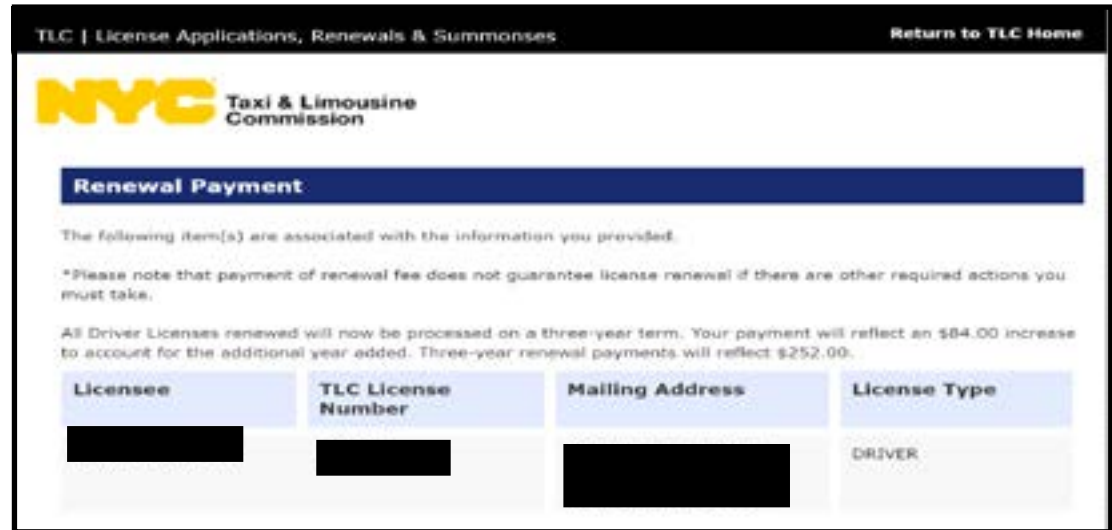 TLC | License Applications, Renewals & Summonses
Return to TLC Home
NYC
Taxi & Limousine
Commission
Renewal Payment
The following item(s) are associated with the information you provided.
*Please note that payment of renewal fee does not guarantee license renewal if there are other required actions you
must take.
All Driver Licenses renewed will now be processed on a three-year term. Your payment will reflect an $84.00 increase
to account for the additional year added. Three-year renewal payments will reflect $252.00.
Licensee
TLC License
Number
Mailing Address
License Type
DRIVER